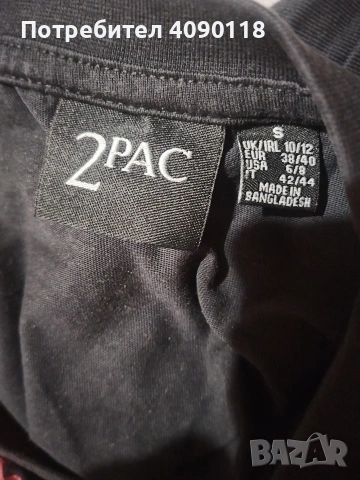 Потребител 4090118
2PAC
S
UK/IRL 10/12
EUR 38/40
USA 6/8
IT 42/44
MADE IN
BANGLADESH
BAZAR